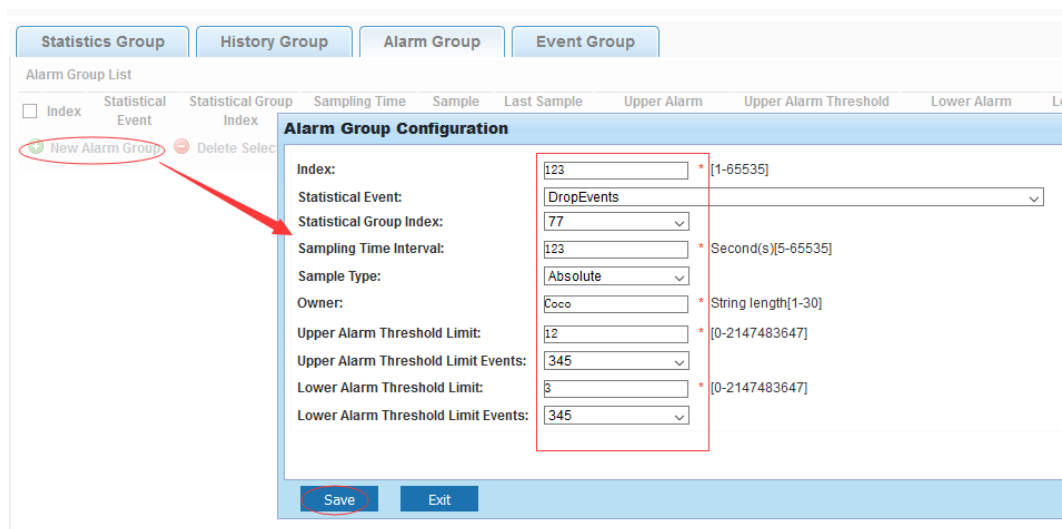 Statistics Group History Group Alarm Group Event Group
Alarm Group List
Index Statistical Event Statistical Group Index Sampling Time Sample Last Sample Upper Alarm Upper Alarm Threshold Lower Alarm
New Alarm Group Delete Selec
Alarm Group Configuration
Index: 123 * [1-65535]
Statistical Event: DropEvents
Statistical Group Index: 77
Sampling Time Interval: 123 * Second(s)[5-65535]
Sample Type: Absolute
Owner: Coco * String length[1-30]
Upper Alarm Threshold Limit: 12 * [0-2147483647]
Upper Alarm Threshold Limit Events: 345
Lower Alarm Threshold Limit: 3 * [0-2147483647]
Lower Alarm Threshold Limit Events: 345
Save Exit